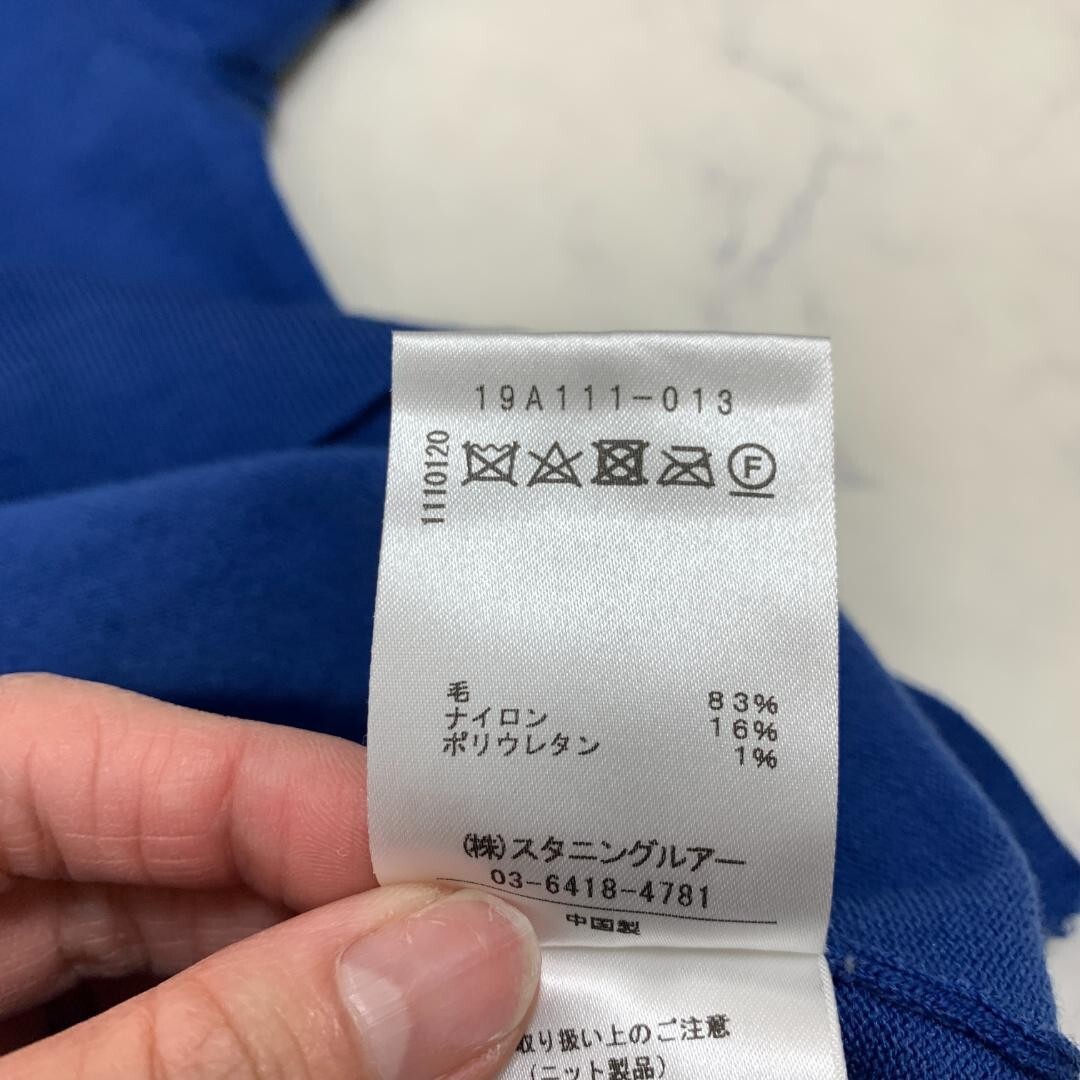 19A111-013
1110120
F
毛 83%
ナイロン 16%
ポリウレタン 1%
(株)スタニングルアー
03-6418-4781
中国製
取り扱い上のご注意
(ニット製品)